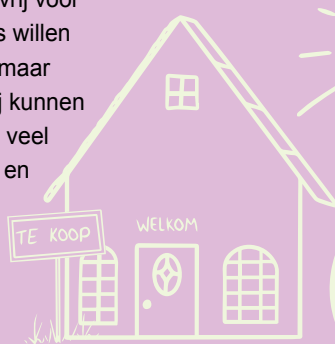 vrij voor
s willen
maar
j kunnen
veel
en
WELKOM
TE KOOP